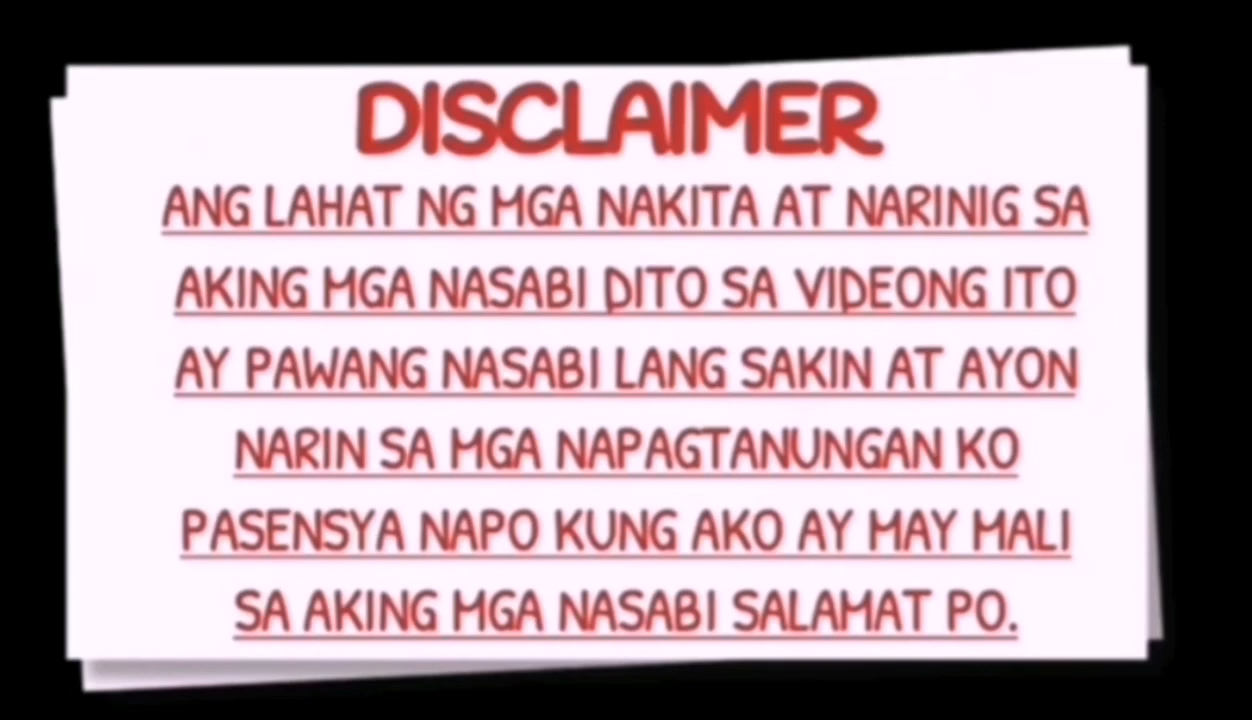 DISCLAIMER
ANG LAHAT NG MGA NAKITA AT NARINIG SA
AKING MGA NASABI DITO SA VIDEONG ITO
AY PAWANG NASABI LANG SAKIN AT AYON
NARIN SA MGA NAPAGTANUNGAN KO
PASENSYA NAPO KUNG AKO AY MAY MALI
SA AKING MGA NASABI SALAMAT PO.